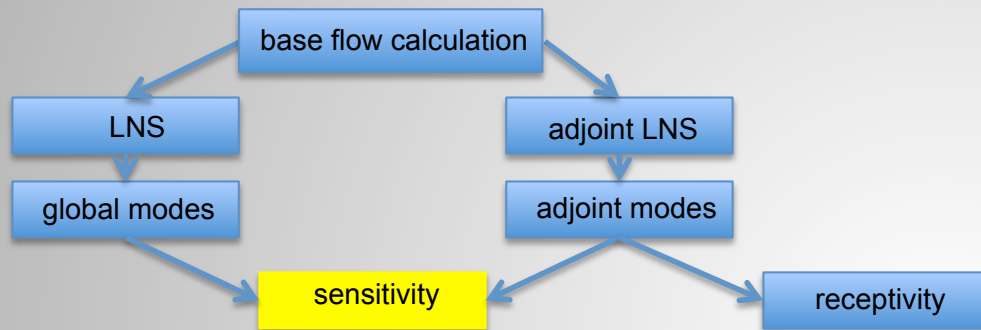 base flow calculation
LNS
adjoint LNS
global modes
adjoint modes
sensitivity
receptivity